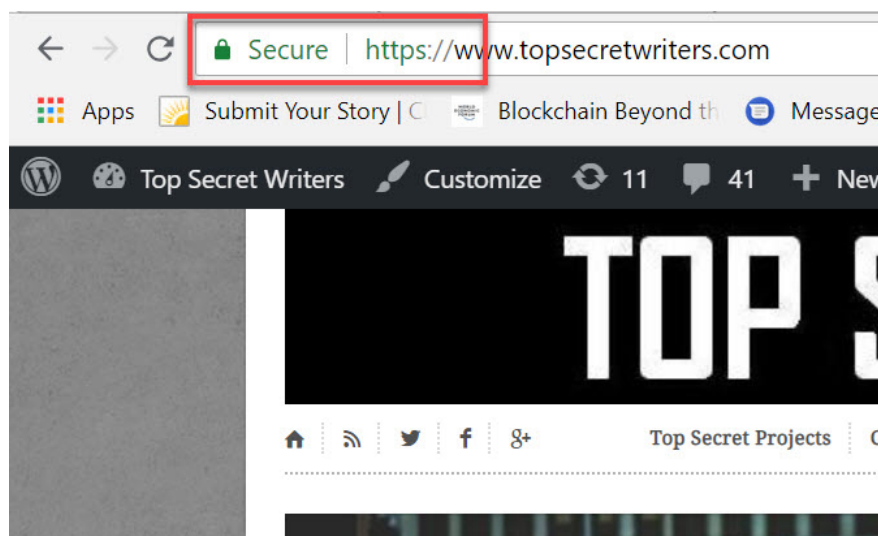 Secure | https://www.topsecretwriters.com
Apps Submit Your Story | C Blockchain Beyond th Message
Top Secret Writers Customize 11 41 New
TOP S
f 8+ Top Secret Projects